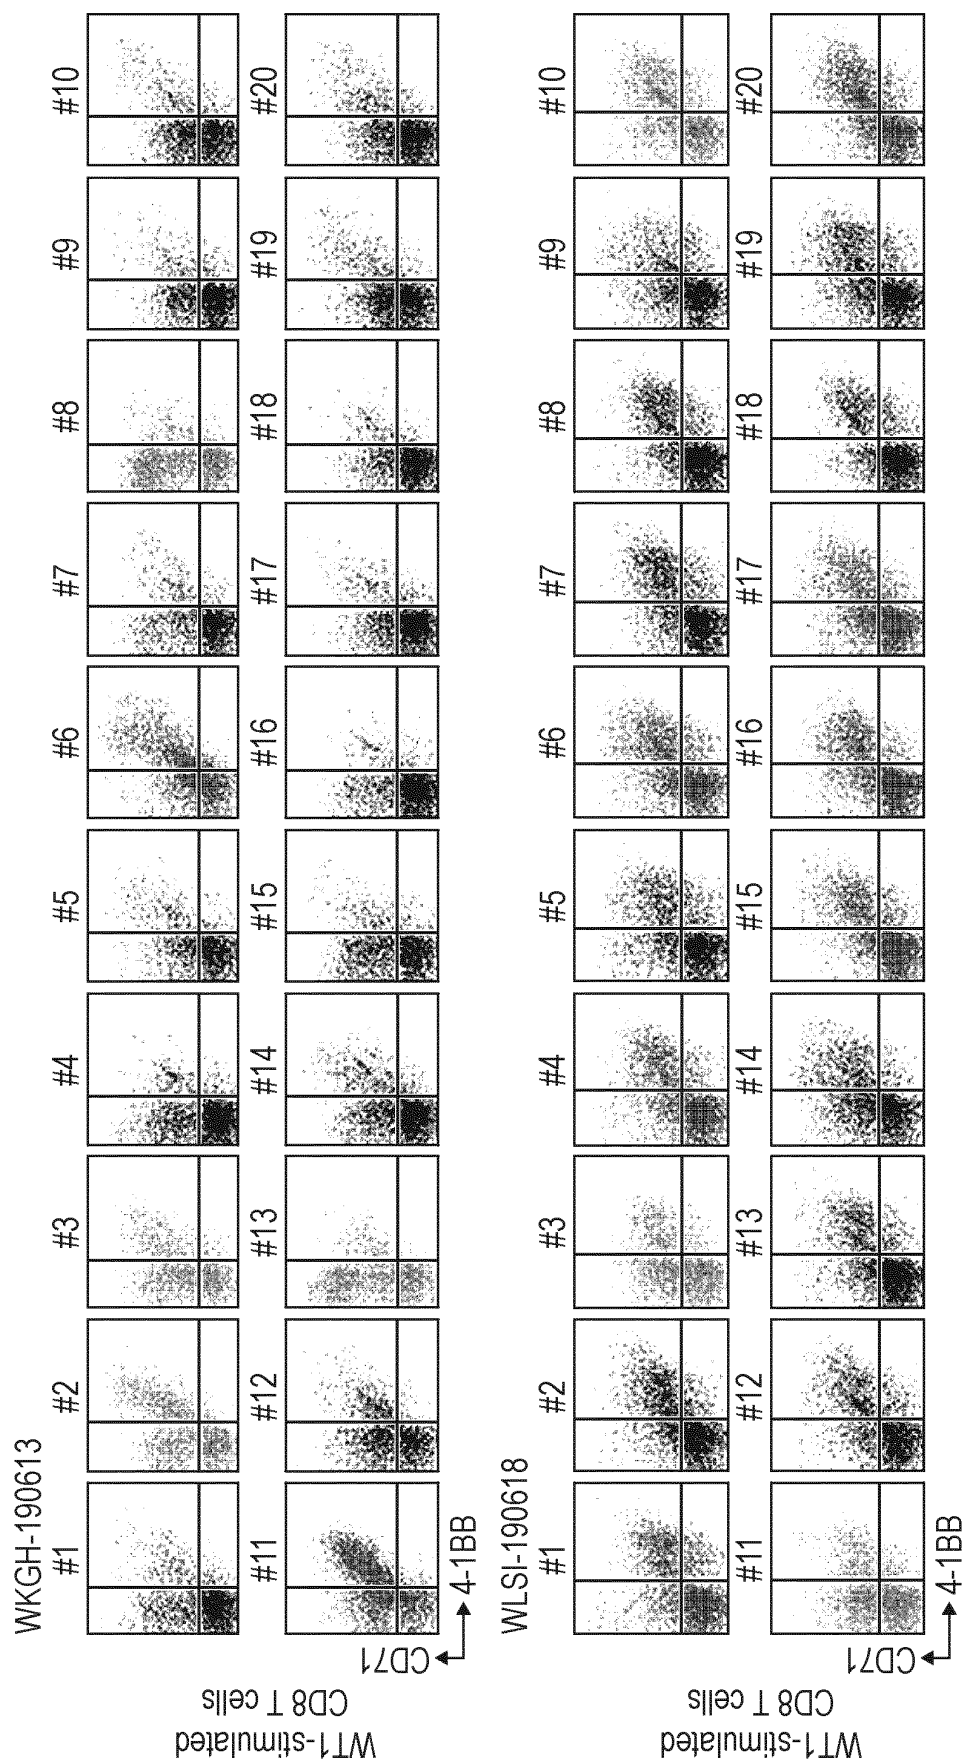 WKGH-190613
#1 #2 #3 #4 #5 #6 #7 #8 #9 #10
#11 #12 #13 #14 #15 #16 #17 #18 #19 #20
WT1-stimulated
CD8 T cells
CD71
4-1BB
WLSI-190618
#1 #2 #3 #4 #5 #6 #7 #8 #9 #10
#11 #12 #13 #14 #15 #16 #17 #18 #19 #20
WT1-stimulated
CD8 T cells
CD71
4-1BB